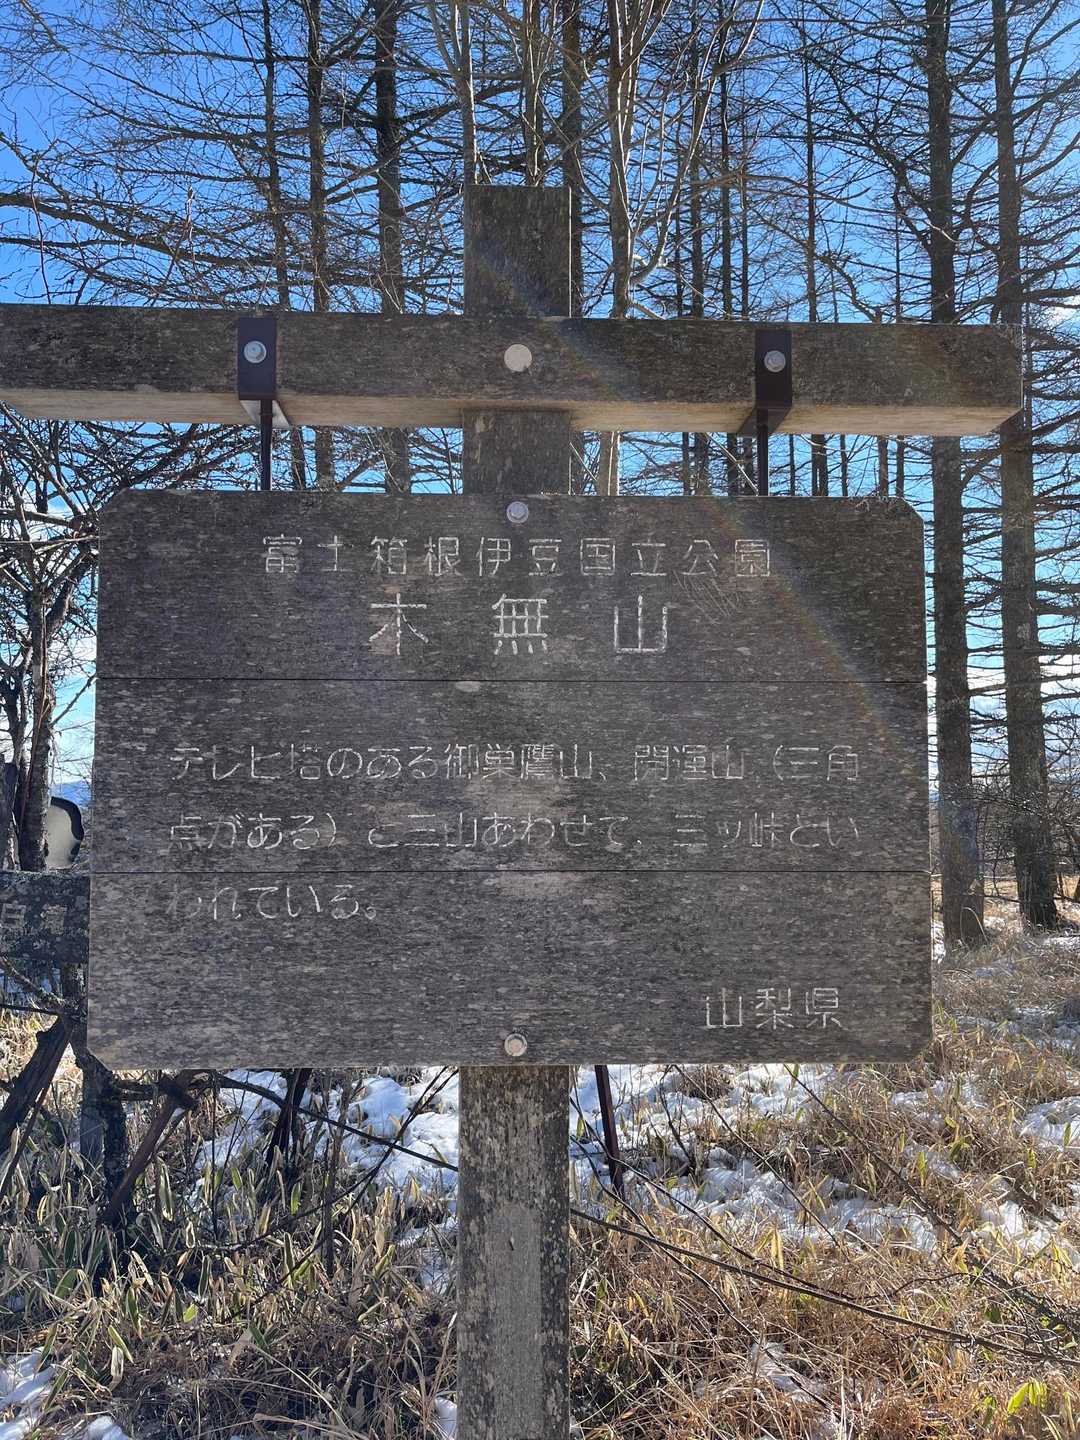 富士箱根伊豆国立公園
木無山
テレビ塔のある御巣鷹山、開運山（三角
点がある）と三山あわせて、三ッ峠とい
われている。
山梨県